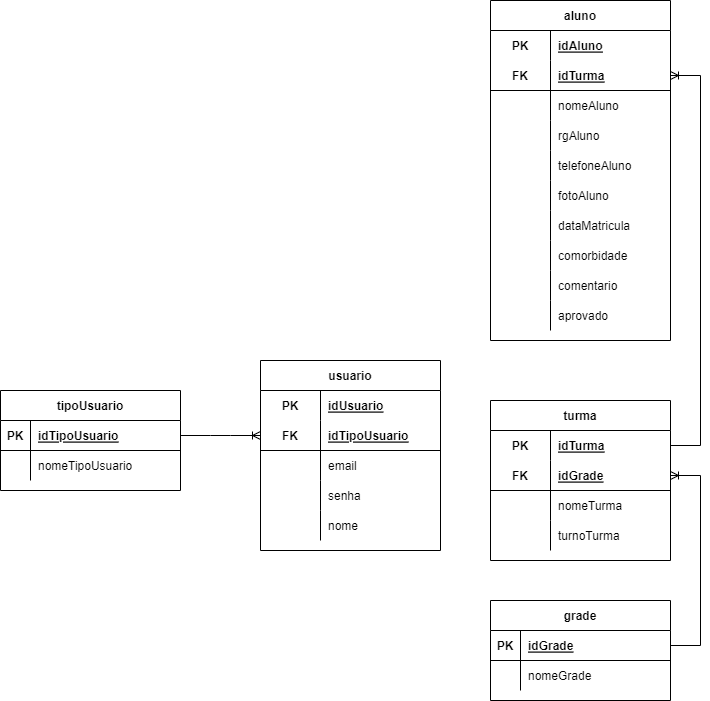 aluno
PK idAluno
FK idTurma
nomeAluno
rgAluno
telefoneAluno
fotoAluno
dataMatricula
comorbidade
comentario
aprovado
tipoUsuario
PK idTipoUsuario
nomeTipoUsuario
usuario
PK idUsuario
FK idTipoUsuario
email
senha
nome
turma
PK idTurma
FK idGrade
nomeTurma
turnoTurma
grade
PK idGrade
nomeGrade